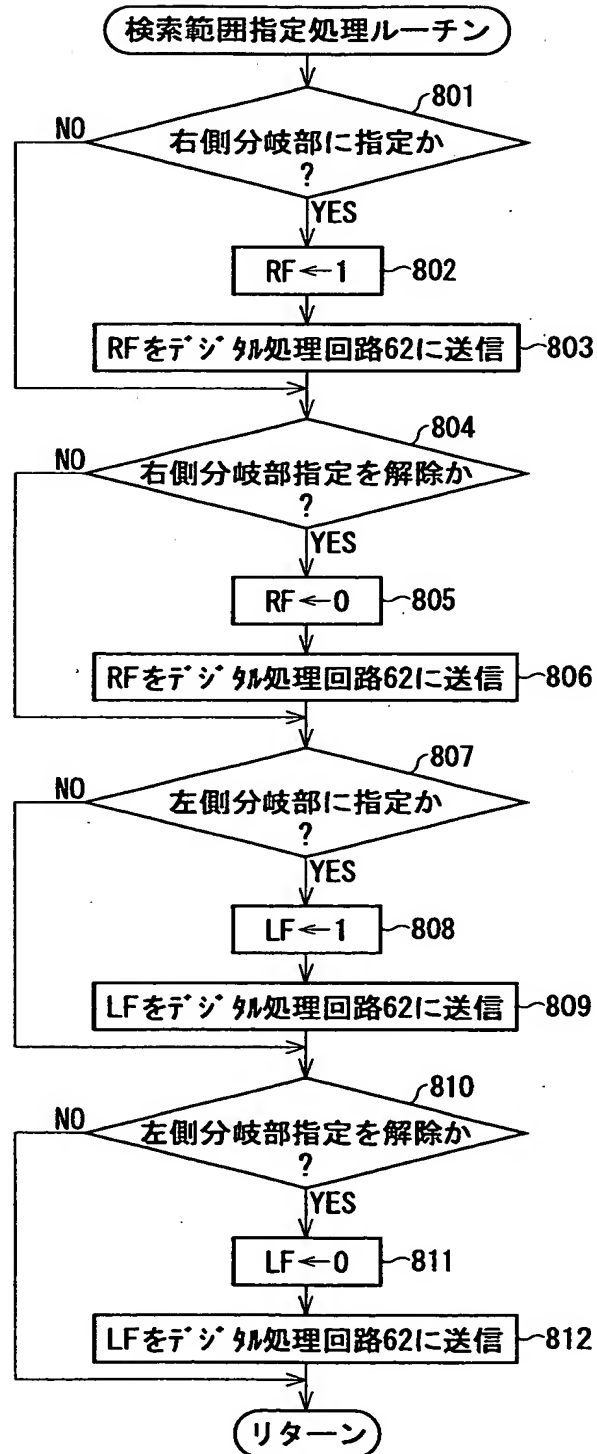 検索範囲指定処理ルーチン
801
NO
右側分岐部に指定か
?
YES
RF←1
802
RFをデジタル処理回路62に送信
803
804
NO
右側分岐部指定を解除か
?
YES
RF←0
805
RFをデジタル処理回路62に送信
806
807
NO
左側分岐部に指定か
?
YES
LF←1
808
LFをデジタル処理回路62に送信
809
810
NO
左側分岐部指定を解除か
?
YES
LF←0
811
LFをデジタル処理回路62に送信
812
リターン